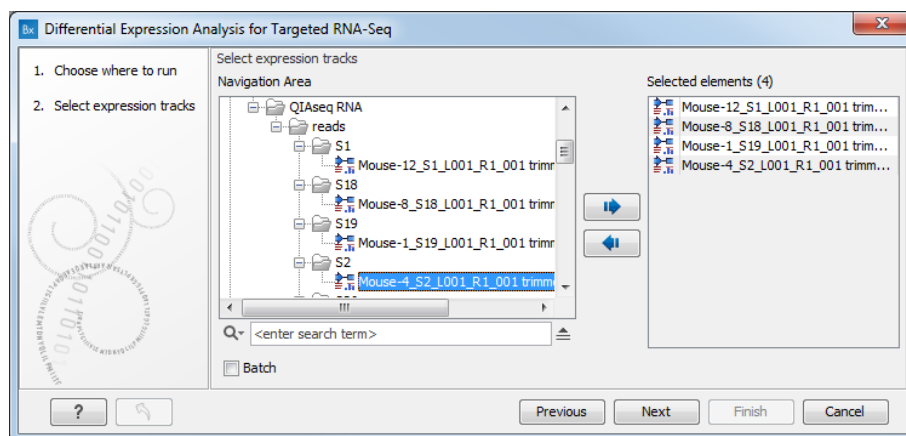 Bx Differential Expression Analysis for Targeted RNA-Seq
1. Choose where to run
2. Select expression tracks
Select expression tracks
Navigation Area
QIAseq RNA
reads
S1
Mouse-12_S1_L001_R1_001 trimr
S18
Mouse-8_S18_L001_R1_001 trimr
S19
Mouse-1_S19_L001_R1_001 trimr
S2
Mouse-4_S2_L001_R1_001 trimme
<enter search term>
Batch
Selected elements (4)
Mouse-12_S1_L001_R1_001 trim...
Mouse-8_S18_L001_R1_001 trim...
Mouse-1_S19_L001_R1_001 trim...
Mouse-4_S2_L001_R1_001 trimm...
? Previous Next Finish Cancel